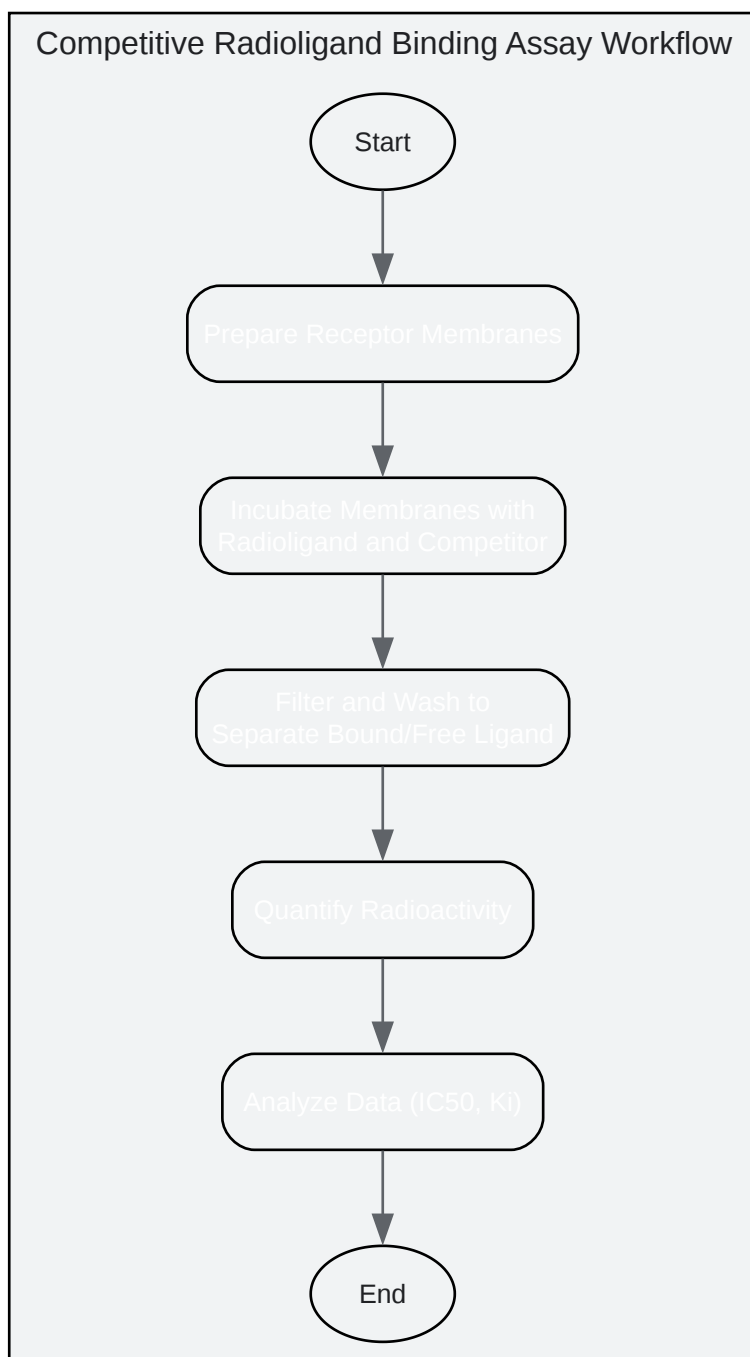 Competitive Radioligand Binding Assay Workflow
Start
Prepare Receptor Membranes
Incubate Membranes with
Radioligand and Competitor
Filter and Wash to
Separate Bound/Free Ligand
Quantify Radioactivity
Analyze Data (IC50, Ki)
End